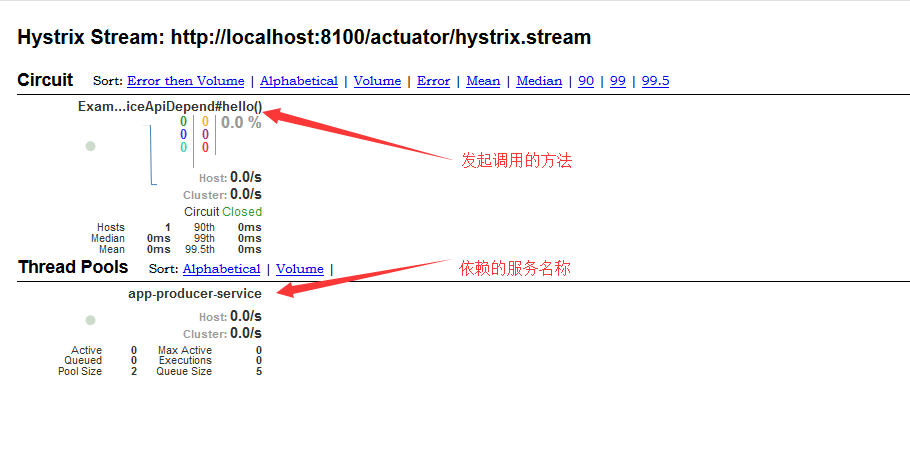 Hystrix Stream: http://localhost:8100/actuator/hystrix.stream
Circuit Sort: Error then Volume | Alphabetical | Volume | Error | Mean | Median | 90 | 99 | 99.5
Exam...iceApiDepend#hello()
0 0 0.0 %
0 0
0 0
发起调用的方法
Host: 0.0/s
Cluster: 0.0/s
Circuit Closed
Hosts 1 90th 0ms
Median 0ms 99th 0ms
Mean 0ms 99.5th 0ms
Thread Pools Sort: Alphabetical | Volume |
依赖的服务名称
app-producer-service
Host: 0.0/s
Cluster: 0.0/s
Active 0 Max Active 0
Queued 0 Executions 0
Pool Size 2 Queue Size 5